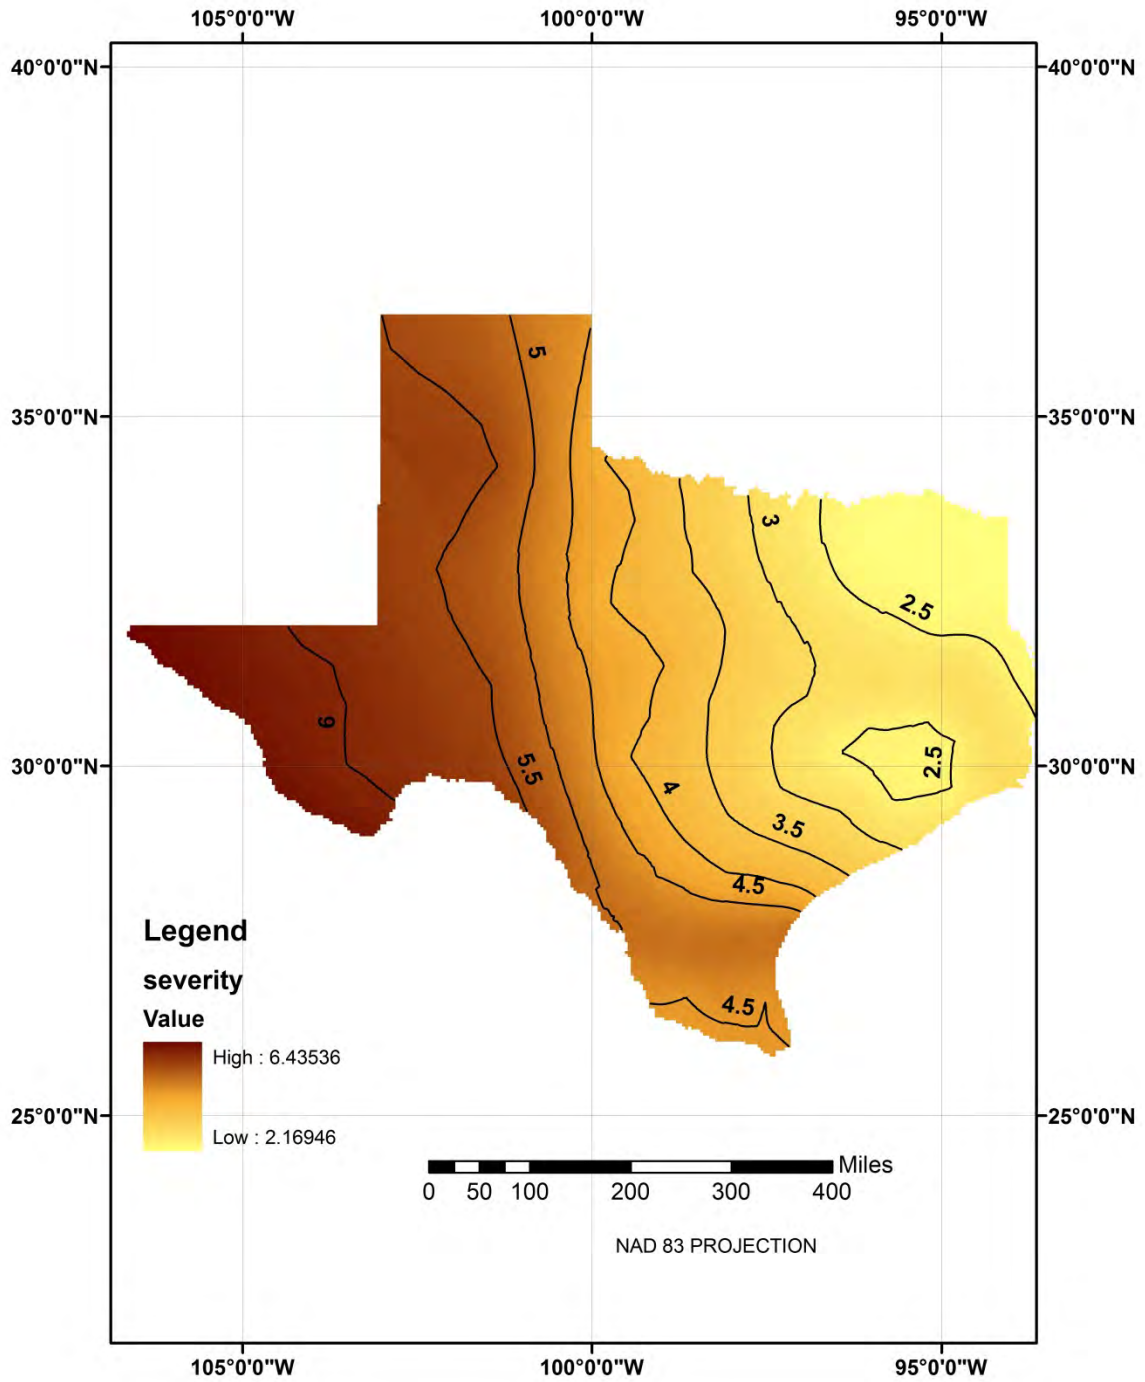 105°0'0"W 100°0'0"W 95°0'0"W
40°0'0"N 40°0'0"N
5
35°0'0"N 35°0'0"N
3
2.5
6
2.5
30°0'0"N 30°0'0"N
5.5
4
3.5
4.5
Legend
severity
4.5
Value
High : 6.43536
25°0'0"N 25°0'0"N
Low : 2.16946
Miles
0 50 100 200 300 400
NAD 83 PROJECTION
105°0'0"W 100°0'0"W 95°0'0"W